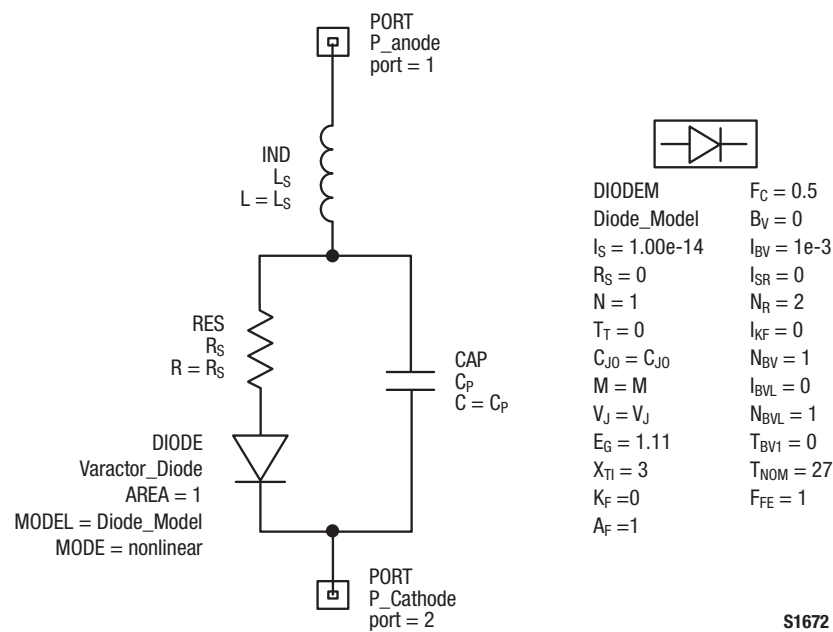 PORT
P_anode
port = 1
IND
LS
L = LS
RES
RS
R = RS
CAP
CP
C = CP
DIODE
Varactor_Diode
AREA = 1
MODEL = Diode_Model
MODE = nonlinear
PORT
P_Cathode
port = 2
DIODEM
Diode_Model
IS = 1.00e-14
RS = 0
N = 1
TT = 0
CJ0 = CJ0
M = M
VJ = VJ
EG = 1.11
XTI = 3
KF =0
AF =1
FC = 0.5
BV = 0
IBV = 1e-3
ISR = 0
NR = 2
IKF = 0
NBV = 1
IBVL = 0
NBVL = 1
TBV1 = 0
TNOM = 27
FFE = 1
S1672